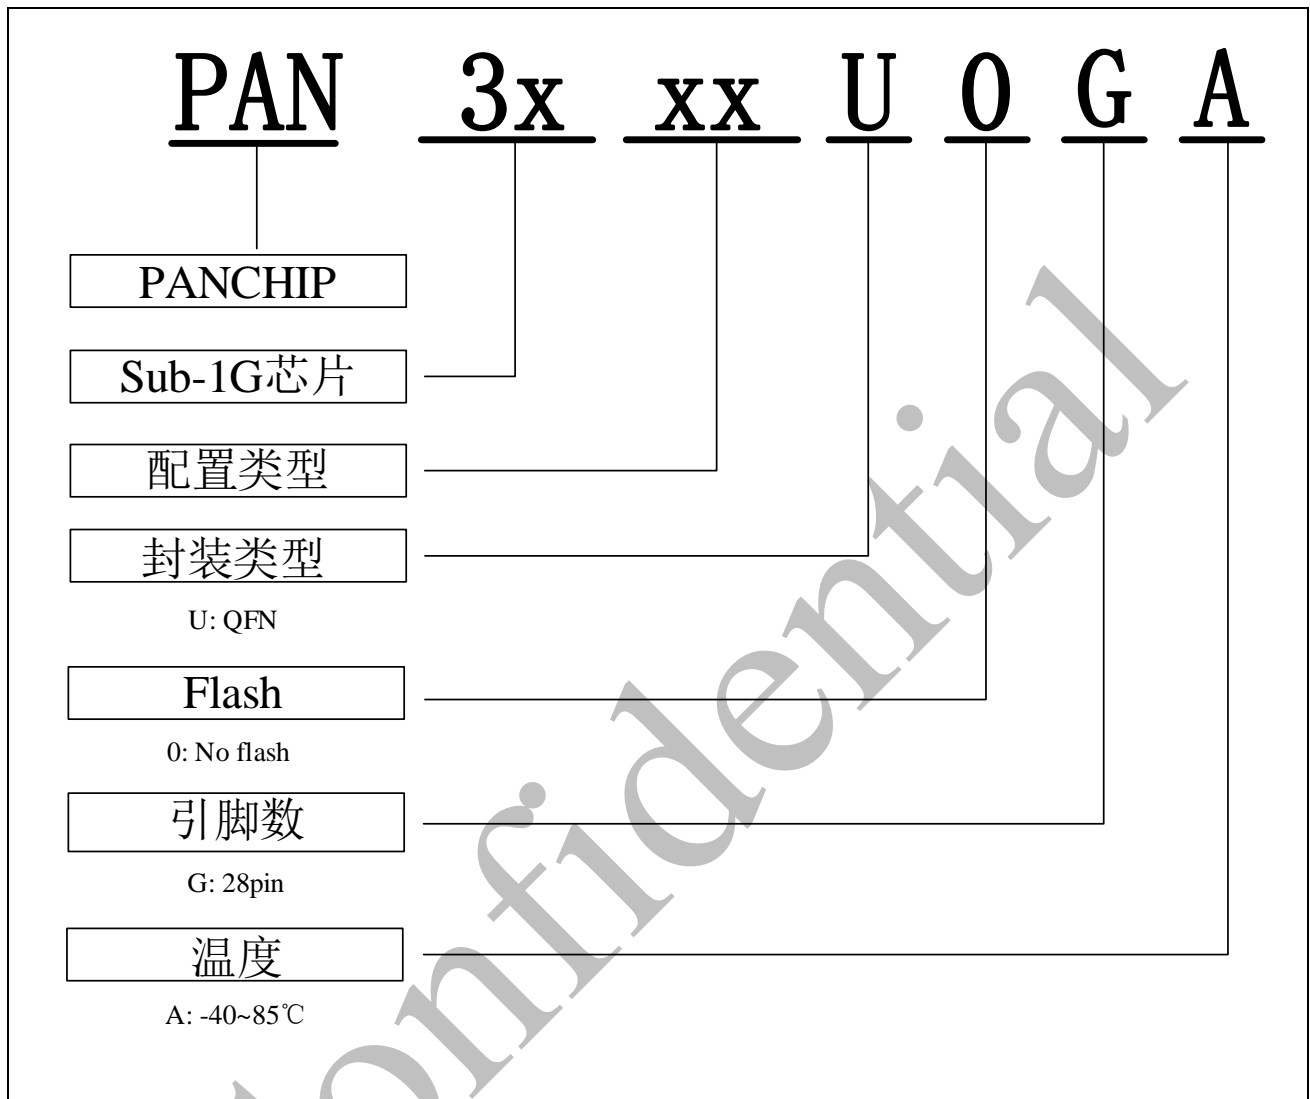 PAN 3x xx U 0 G A
PANCHIP
Sub-1G芯片
配置类型
封装类型
U: QFN
Flash
0: No flash
引脚数
G: 28pin
温度
A: -40~85℃
onfidential